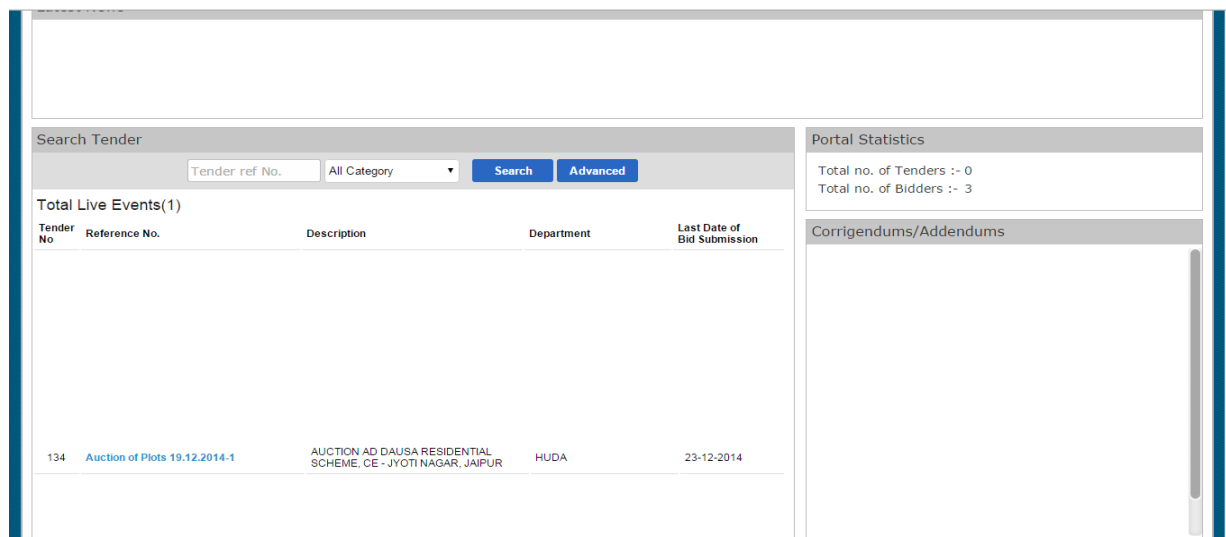 Search Tender
Tender ref No.
All Category
Search
Advanced
Total Live Events(1)
Tender No
Reference No.
Description
Department
Last Date of
Bid Submission
134
Auction of Plots 19.12.2014-1
AUCTION AD DAUSA RESIDENTIAL
SCHEME, CE - JYOTI NAGAR, JAIPUR
HUDA
23-12-2014
Portal Statistics
Total no. of Tenders :- 0
Total no. of Bidders :- 3
Corrigendums/Addendums